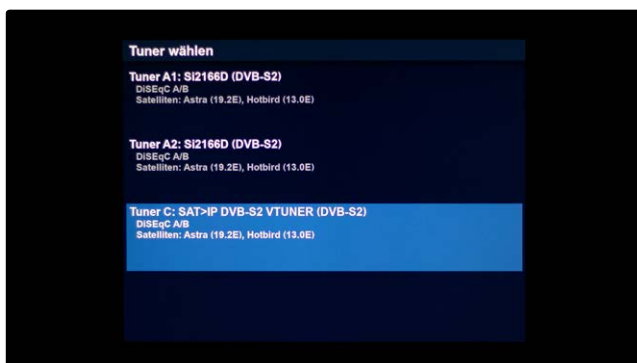 Tuner wählen
Tuner A1: Si2166D (DVB-S2)
DiSEqC A/B
Satelliten: Astra (19.2E), Hotbird (13.0E)
Tuner A2: Si2166D (DVB-S2)
DiSEqC A/B
Satelliten: Astra (19.2E), Hotbird (13.0E)
Tuner C: SAT>IP DVB-S2 VTUNER (DVB-S2)
DiSEqC A/B
Satelliten: Astra (19.2E), Hotbird (13.0E)